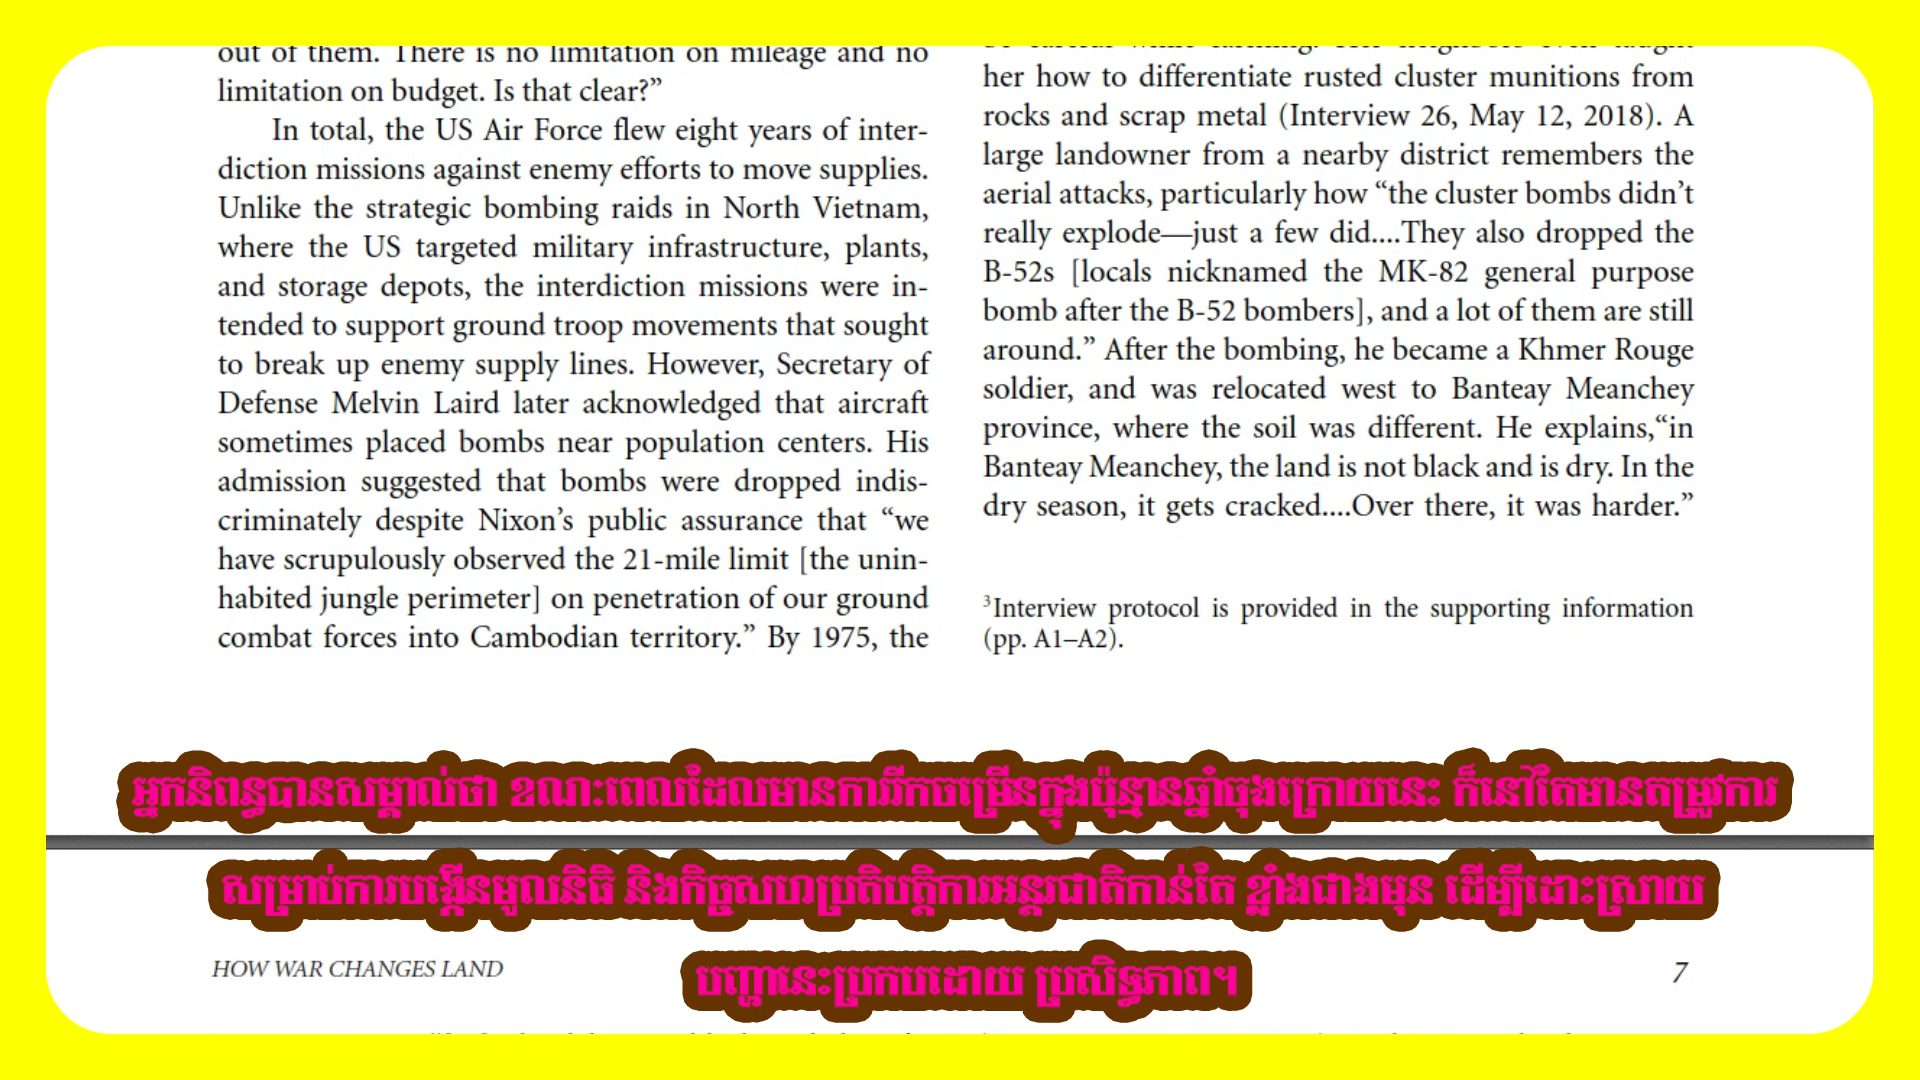 out of them. There is no limitation on mileage and no
limitation on budget. Is that clear?”
In total, the US Air Force flew eight years of inter-
diction missions against enemy efforts to move supplies.
Unlike the strategic bombing raids in North Vietnam,
where the US targeted military infrastructure, plants,
and storage depots, the interdiction missions were in-
tended to support ground troop movements that sought
to break up enemy supply lines. However, Secretary of
Defense Melvin Laird later acknowledged that aircraft
sometimes placed bombs near population centers. His
admission suggested that bombs were dropped indis-
criminately despite Nixon’s public assurance that “we
have scrupulously observed the 21-mile limit [the unin-
habited jungle perimeter] on penetration of our ground
combat forces into Cambodian territory.” By 1975, the
her how to differentiate rusted cluster munitions from
rocks and scrap metal (Interview 26, May 12, 2018). A
large landowner from a nearby district remembers the
aerial attacks, particularly how “the cluster bombs didn’t
really explode—just a few did....They also dropped the
B-52s [locals nicknamed the MK-82 general purpose
bomb after the B-52 bombers], and a lot of them are still
around.” After the bombing, he became a Khmer Rouge
soldier, and was relocated west to Banteay Meanchey
province, where the soil was different. He explains,“in
Banteay Meanchey, the land is not black and is dry. In the
dry season, it gets cracked....Over there, it was harder.”
³Interview protocol is provided in the supporting information
(pp. A1–A2).
អ្នកនិពន្ធបានសម្គាល់ថា ខណៈពេលដែលមានការរីកចម្រើនក្នុងប៉ុន្មានឆ្នាំចុងក្រោយនេះ ក៏នៅតែមានតម្រូវការ
សម្រាប់ការបង្កើនមូលនិធិ និងកិច្ចសហប្រតិបត្តិការអន្តរជាតិកាន់តែ ខ្លាំងជាងមុន ដើម្បីដោះស្រាយ
បញ្ហានេះប្រកបដោយ ប្រសិទ្ធភាព។
HOW WAR CHANGES LAND
7